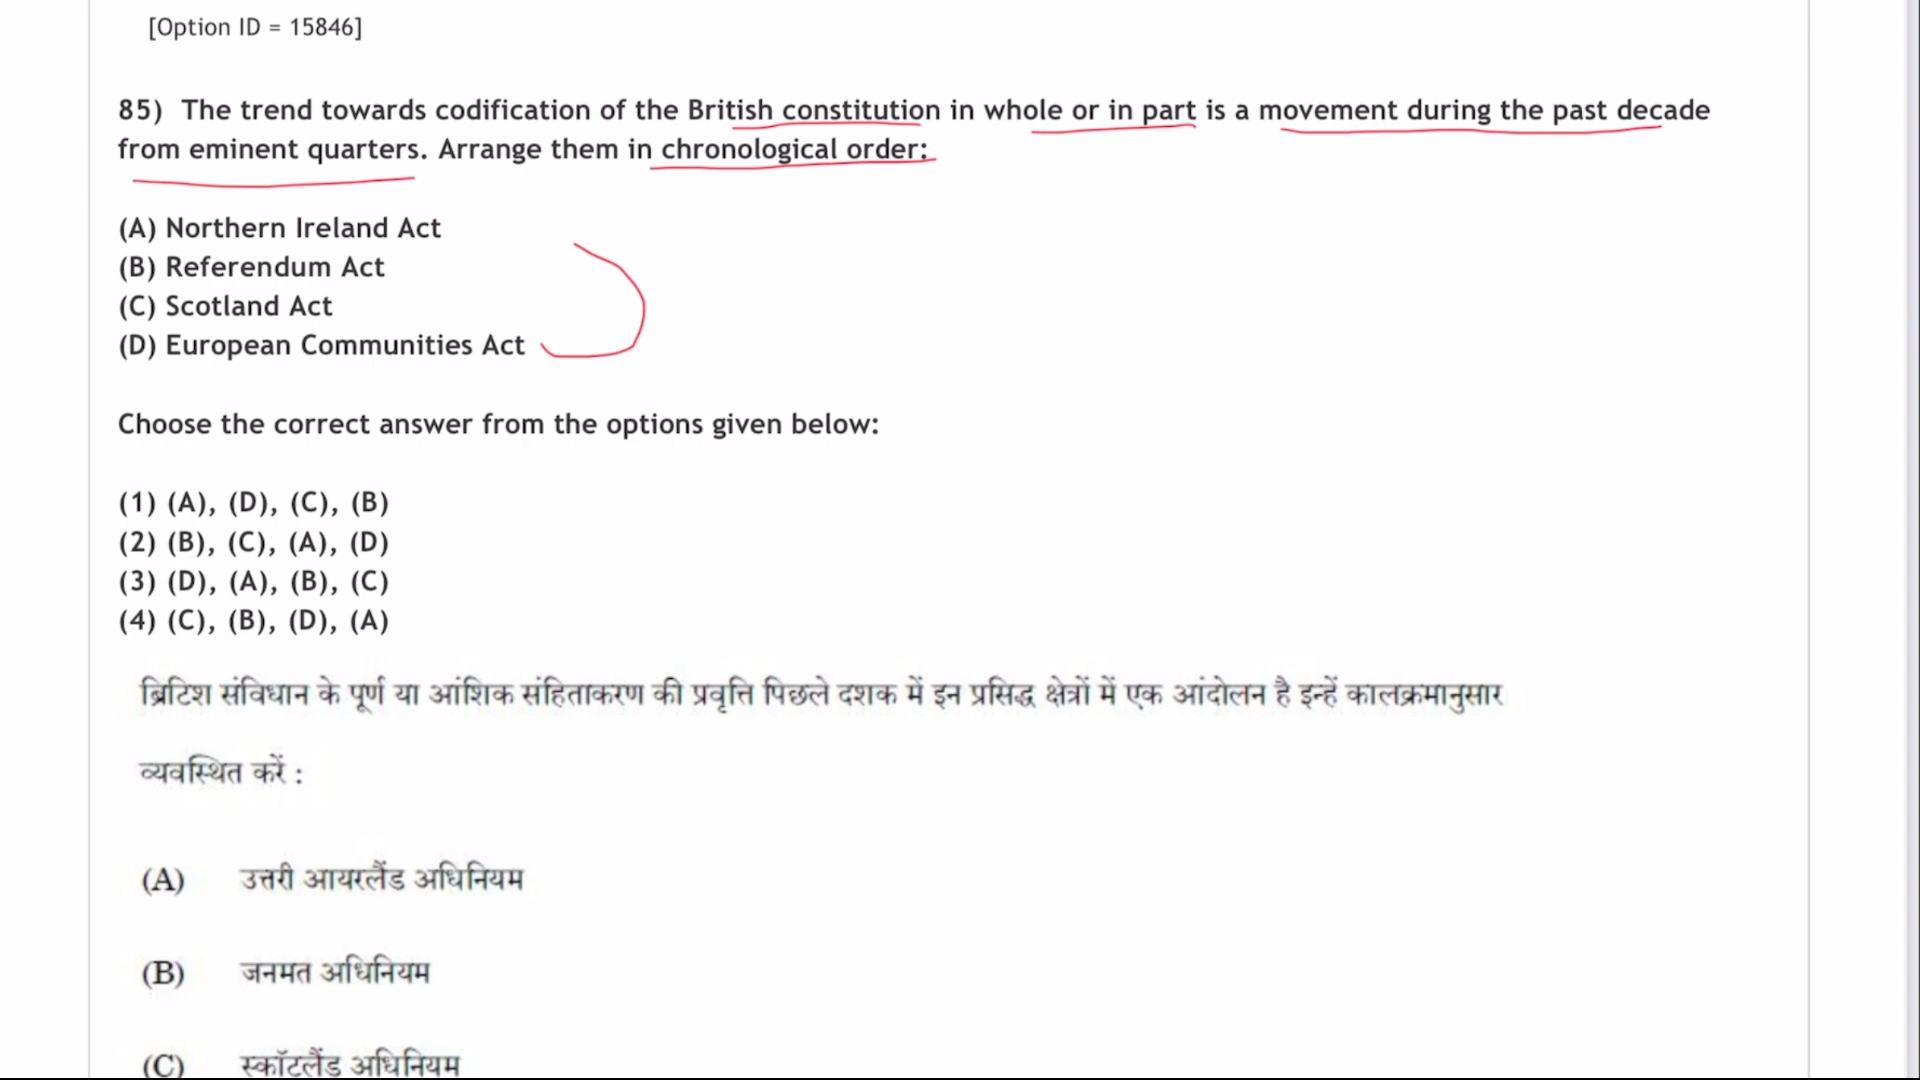 [Option ID = 15846]
85) The trend towards codification of the British constitution in whole or in part is a movement during the past decade
from eminent quarters. Arrange them in chronological order:
(A) Northern Ireland Act
(B) Referendum Act
(C) Scotland Act
(D) European Communities Act
Choose the correct answer from the options given below:
(1) (A), (D), (C), (B)
(2) (B), (C), (A), (D)
(3) (D), (A), (B), (C)
(4) (C), (B), (D), (A)
ब्रिटिश संविधान के पूर्ण या आंशिक संहिताकरण की प्रवृत्ति पिछले दशक में इन प्रसिद्ध क्षेत्रों में एक आंदोलन है इन्हें कालक्रमानुसार
व्यवस्थित करें :
(A) उत्तरी आयरलैंड अधिनियम
(B) जनमत अधिनियम
(C) स्कॉटलैंड अधिनियम